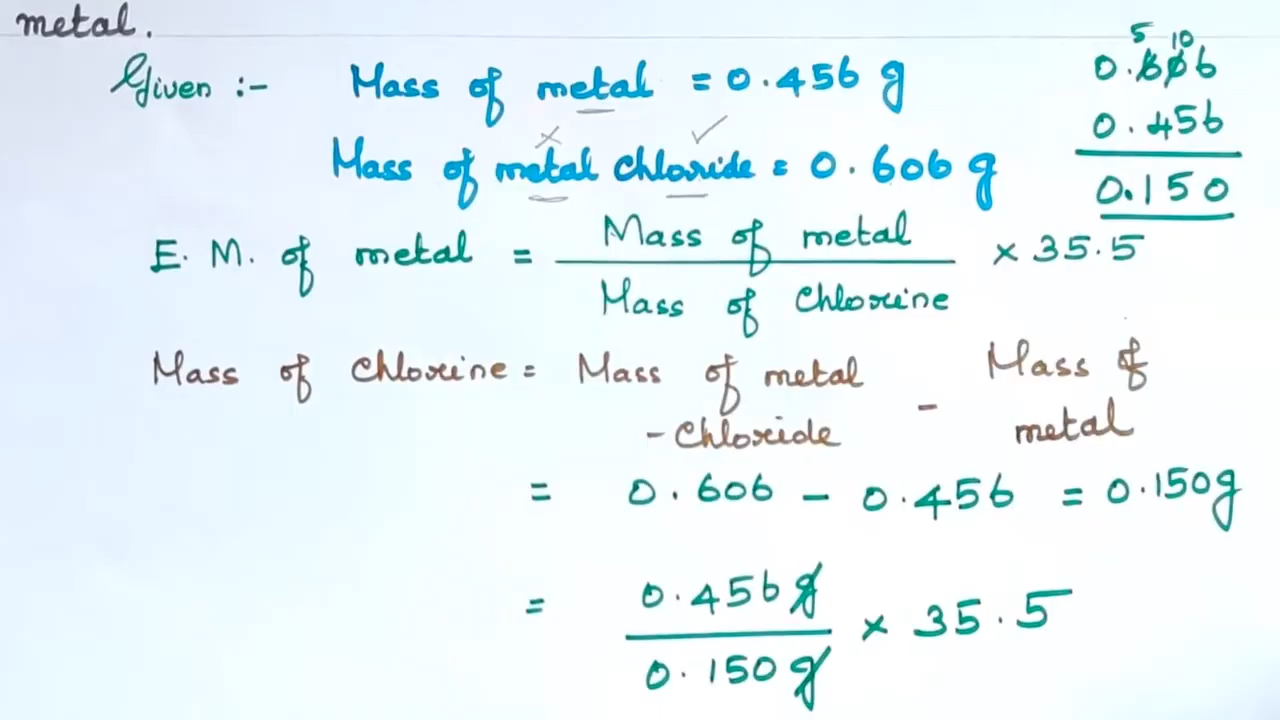 metal.
Given :- Mass of metal = 0.456 g
Mass of metal chloride = 0.606 g
5 10
0.606
0.456
0.150
E. M. of metal = Mass of metal × 35.5
Mass of Chlorine
Mass of Chlorine = Mass of metal - Mass of
- Chloride metal
= 0.606 - 0.456 = 0.150g
= 0.456 g × 35.5
0.150 g